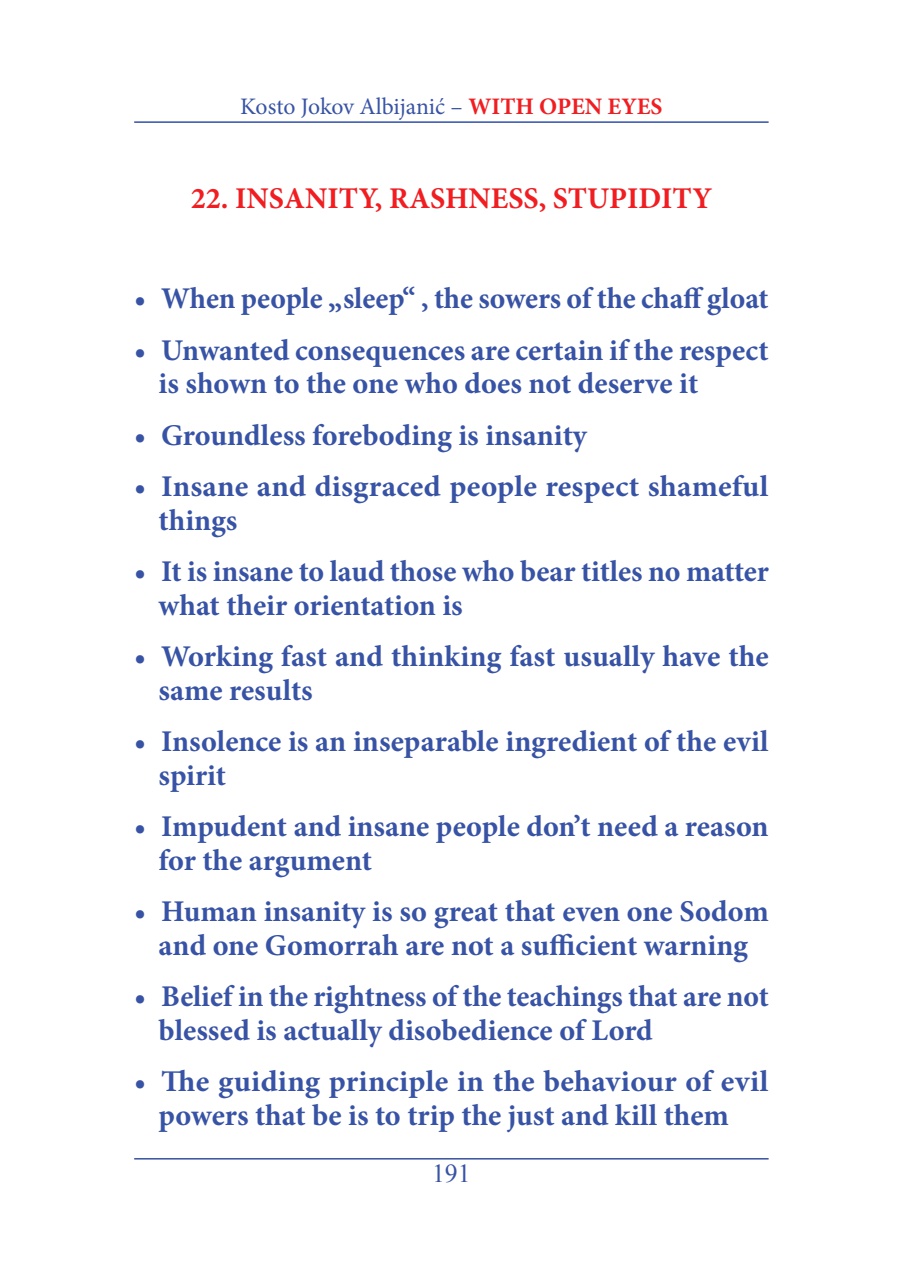 Kosto Jokov Albijanić – WITH OPEN EYES
22. INSANITY, RASHNESS, STUPIDITY
• When people „sleep“ , the sowers of the chaff gloat
• Unwanted consequences are certain if the respect
is shown to the one who does not deserve it
• Groundless foreboding is insanity
• Insane and disgraced people respect shameful
things
• It is insane to laud those who bear titles no matter
what their orientation is
• Working fast and thinking fast usually have the
same results
• Insolence is an inseparable ingredient of the evil
spirit
• Impudent and insane people don’t need a reason
for the argument
• Human insanity is so great that even one Sodom
and one Gomorrah are not a sufficient warning
• Belief in the rightness of the teachings that are not
blessed is actually disobedience of Lord
• The guiding principle in the behaviour of evil
powers that be is to trip the just and kill them
191